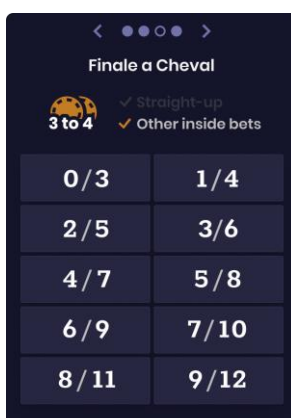 Finale a Cheval
✓ Straight-up
3 to 4 ✓ Other inside bets
0/3 1/4
2/5 3/6
4/7 5/8
6/9 7/10
8/11 9/12